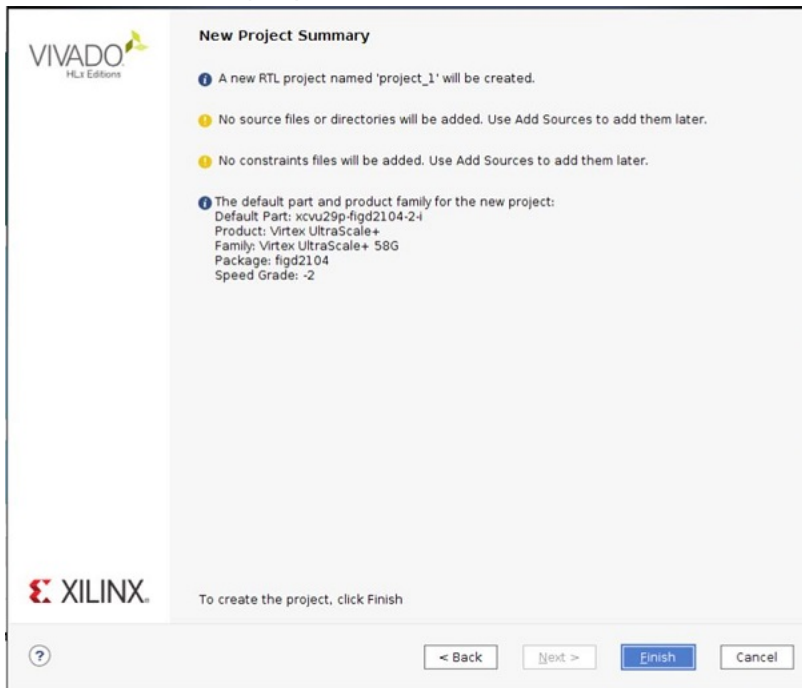 VIVADO
HLx Editions
New Project Summary
A new RTL project named 'project_1' will be created.
No source files or directories will be added. Use Add Sources to add them later.
No constraints files will be added. Use Add Sources to add them later.
The default part and product family for the new project:
Default Part: xcvu29p-figd2104-2-i
Product: Virtex UltraScale+
Family: Virtex UltraScale+ 58G
Package: figd2104
Speed Grade: -2
XILINX.
To create the project, click Finish
?
< Back
Next >
Finish
Cancel